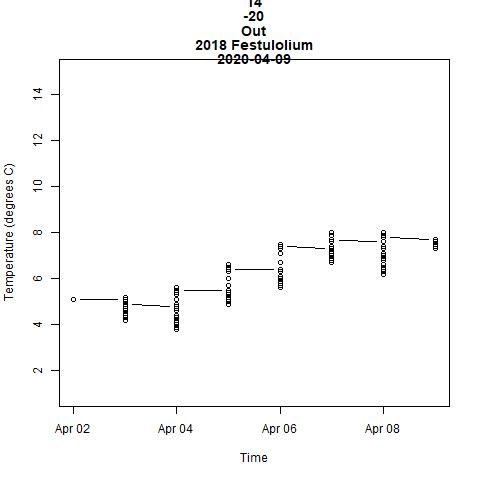 14
-20
Out
2018 Festulolium
2020-04-09
Temperature (degrees C)
14
12
10
8
6
4
2
Apr 02
Apr 04
Apr 06
Apr 08
Time